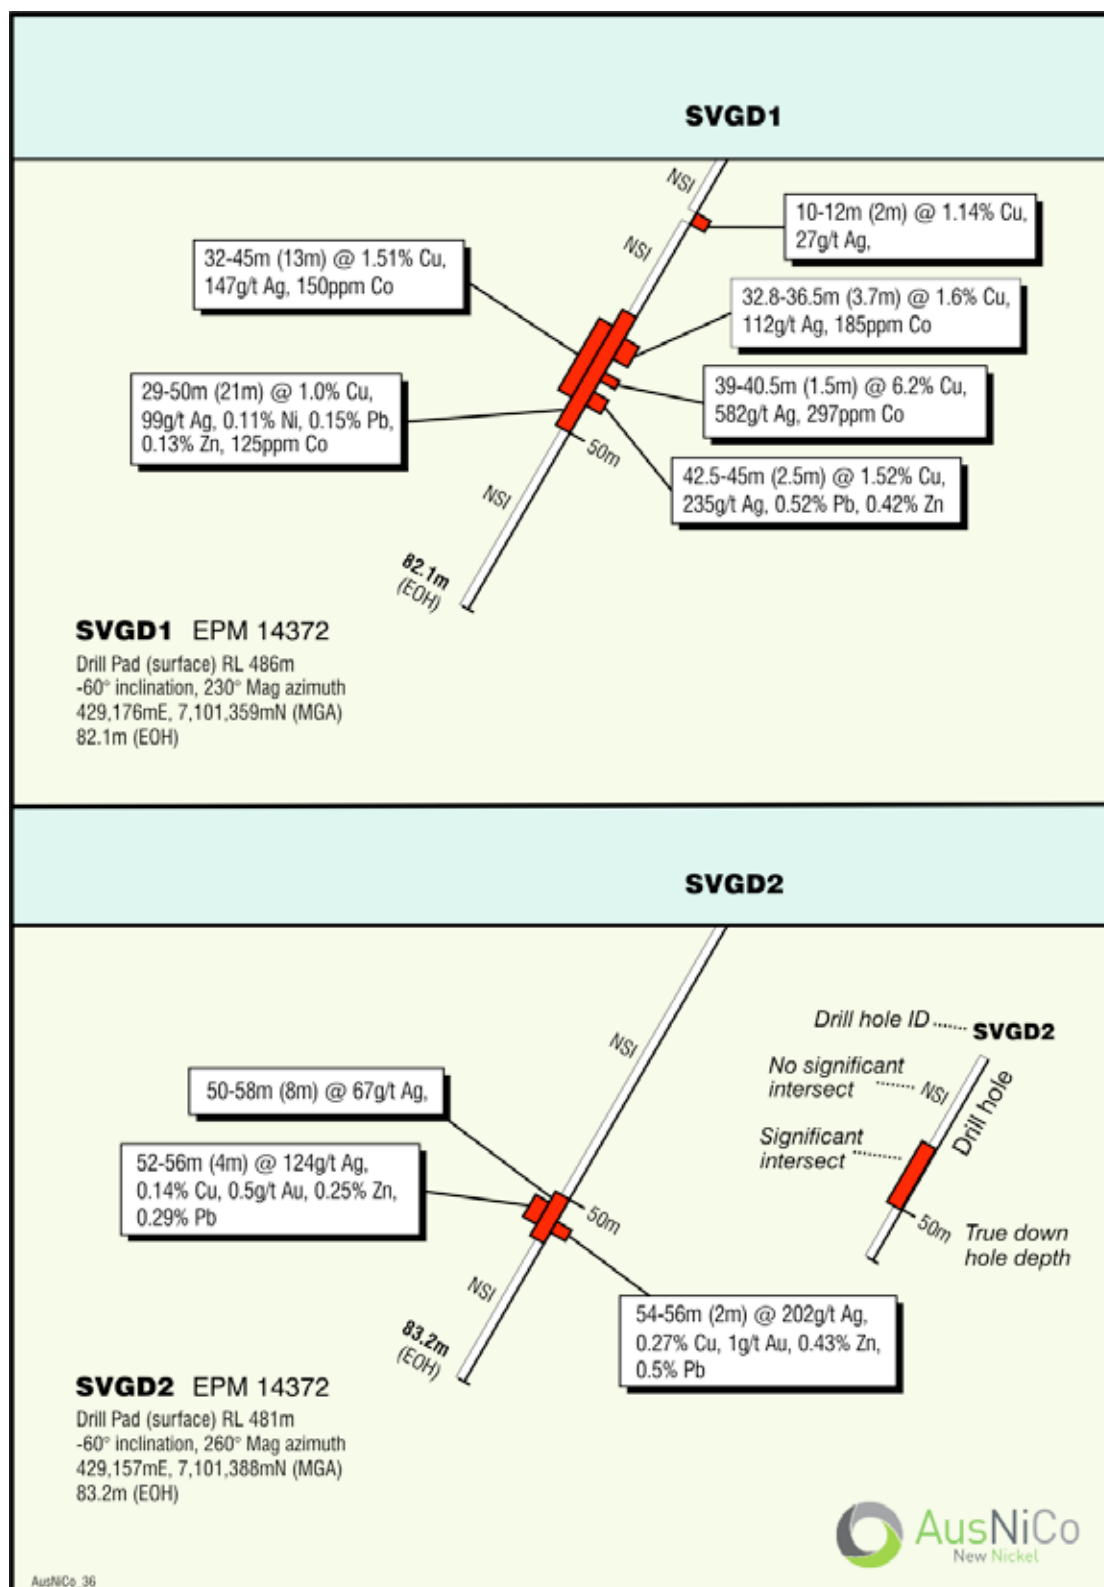 SVGD1
NSI
10-12m (2m) @ 1.14% Cu,
27g/t Ag,
NSI
32-45m (13m) @ 1.51% Cu,
147g/t Ag, 150ppm Co
32.8-36.5m (3.7m) @ 1.6% Cu,
112g/t Ag, 185ppm Co
29-50m (21m) @ 1.0% Cu,
99g/t Ag, 0.11% Ni, 0.15% Pb,
0.13% Zn, 125ppm Co
39-40.5m (1.5m) @ 6.2% Cu,
582g/t Ag, 297ppm Co
50m
42.5-45m (2.5m) @ 1.52% Cu,
235g/t Ag, 0.52% Pb, 0.42% Zn
NSI
82.1m
(EOH)
SVGD1 EPM 14372
Drill Pad (surface) RL 486m
-60° inclination, 230° Mag azimuth
429,176mE, 7,101,359mN (MGA)
82.1m (EOH)
SVGD2
NSI
Drill hole ID ........ SVGD2
No significant
intersect ........ NSI
Drill hole
Significant
intersect
50m
True down
hole depth
50-58m (8m) @ 67g/t Ag,
52-56m (4m) @ 124g/t Ag,
0.14% Cu, 0.5g/t Au, 0.25% Zn,
0.29% Pb
50m
NSI
54-56m (2m) @ 202g/t Ag,
0.27% Cu, 1g/t Au, 0.43% Zn,
0.5% Pb
83.2m
(EOH)
SVGD2 EPM 14372
Drill Pad (surface) RL 481m
-60° inclination, 260° Mag azimuth
429,157mE, 7,101,388mN (MGA)
83.2m (EOH)
AusNiCo
New Nickel
AusNiCo 36